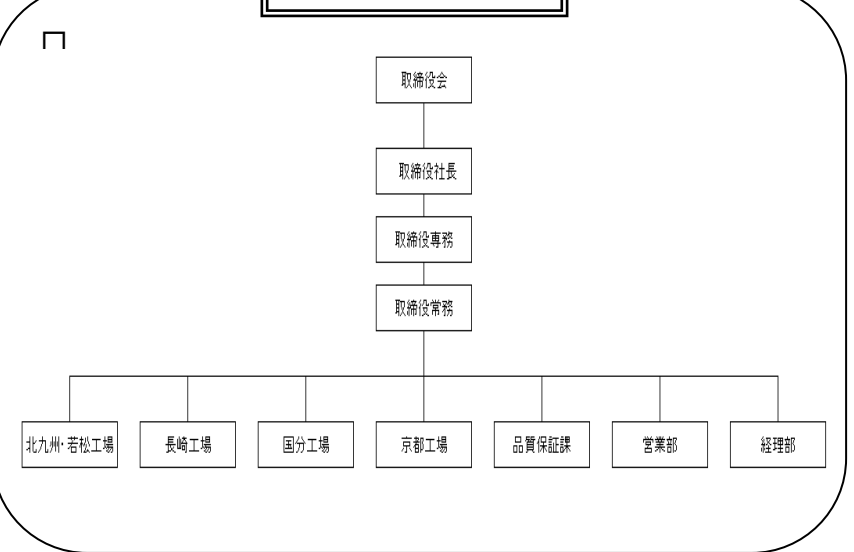 取締役会
取締役社長
取締役専務
取締役常務
北九州・若松工場
長崎工場
国分工場
京都工場
品質保証課
営業部
経理部